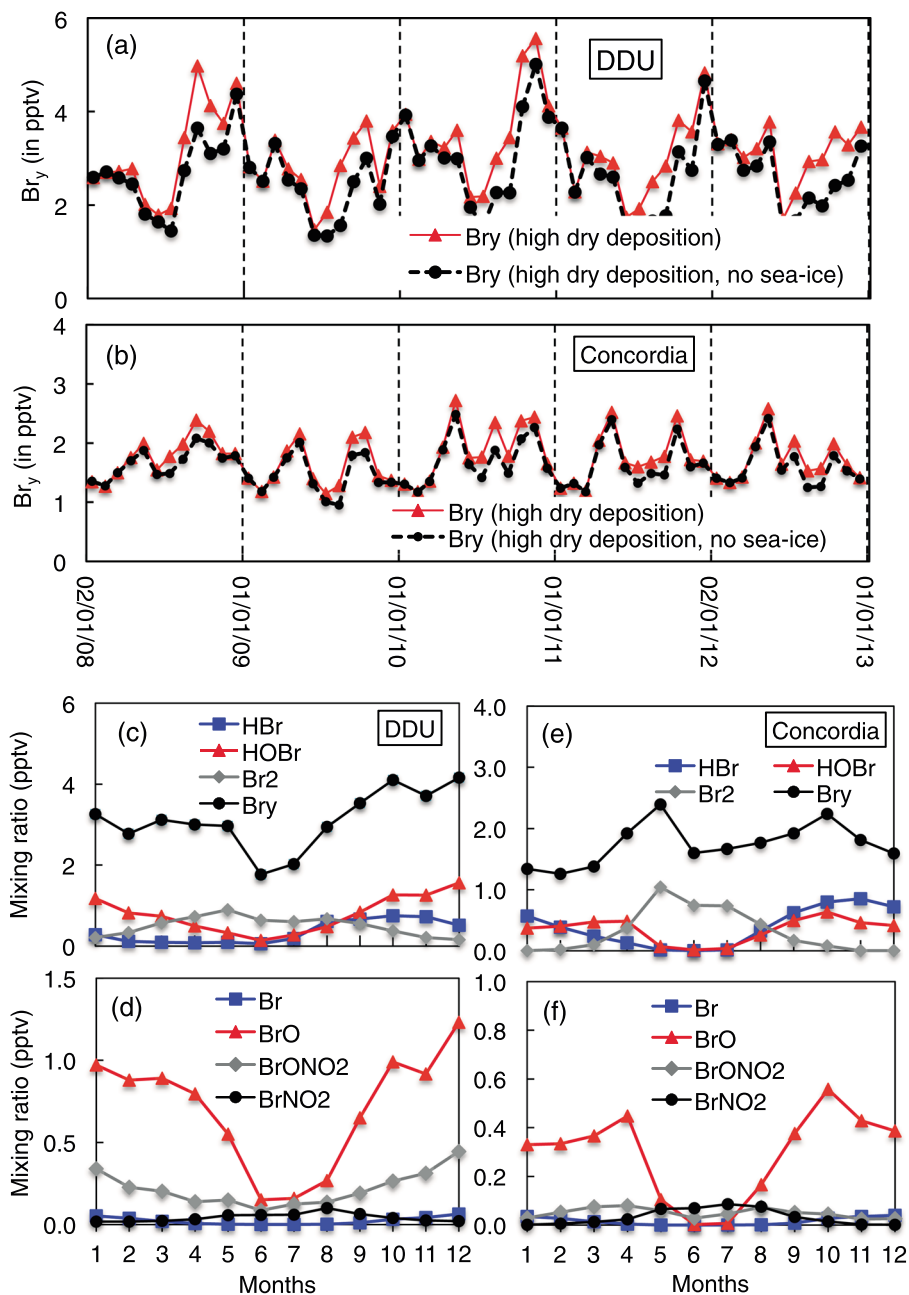 6
(a)
DDU
4
Bry (in pptv)
2
Bry (high dry deposition)
Bry (high dry deposition, no sea-ice)
0
4
(b)
Concordia
3
Bry (in pptv)
2
1
Bry (high dry deposition)
Bry (high dry deposition, no sea-ice)
0
02/01/08
01/01/09
01/01/10
01/01/11
02/01/12
01/01/13
6
(c)
HBr
DDU
HOBr
4
Br2
Bry
Mixing ratio (pptv)
2
0
4.0
(e)
Concordia
3.0
HBr
HOBr
Br2
Bry
2.0
1.0
0.0
1.5
(d)
Br
BrO
1.0
BrONO2
BrNO2
Mixing ratio (pptv)
0.5
0.0
1 2 3 4 5 6 7 8 9 10 11 12
Months
1.0
(f)
Br
0.8
BrO
BrONO2
0.6
BrNO2
0.4
0.2
0.0
1 2 3 4 5 6 7 8 9 10 11 12
Months